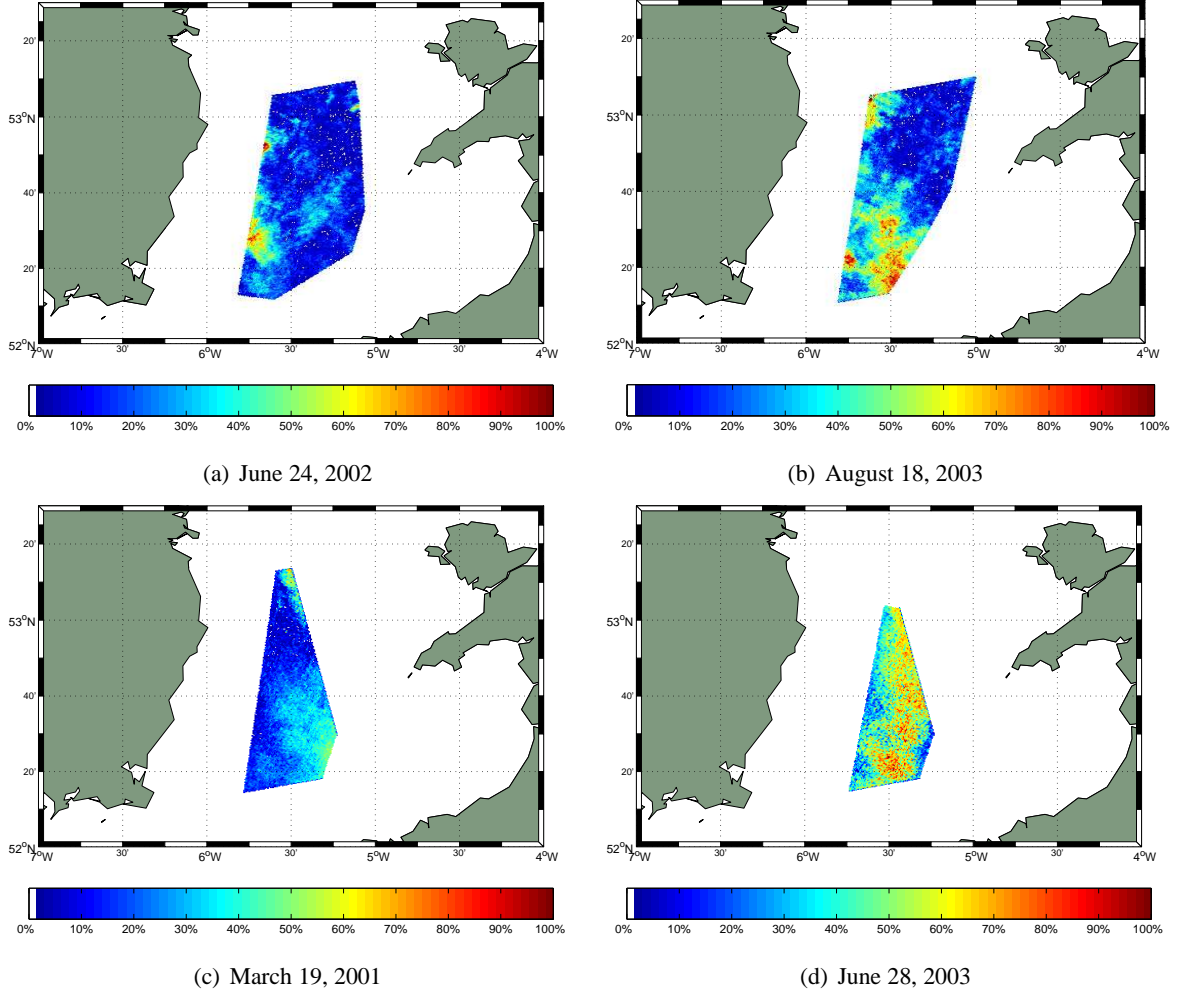 20'
53°N
40'
20'
52°N
7°W 30' 6°W 30' 5°W 30' 4°W
0% 10% 20% 30% 40% 50% 60% 70% 80% 90% 100%
(a) June 24, 2002
20'
53°N
40'
20'
52°N
7°W 30' 6°W 30' 5°W 30' 4°W
0% 10% 20% 30% 40% 50% 60% 70% 80% 90% 100%
(b) August 18, 2003
20'
53°N
40'
20'
52°N
7°W 30' 6°W 30' 5°W 30' 4°W
0% 10% 20% 30% 40% 50% 60% 70% 80% 90% 100%
(c) March 19, 2001
20'
53°N
40'
20'
52°N
7°W 30' 6°W 30' 5°W 30' 4°W
0% 10% 20% 30% 40% 50% 60% 70% 80% 90% 100%
(d) June 28, 2003